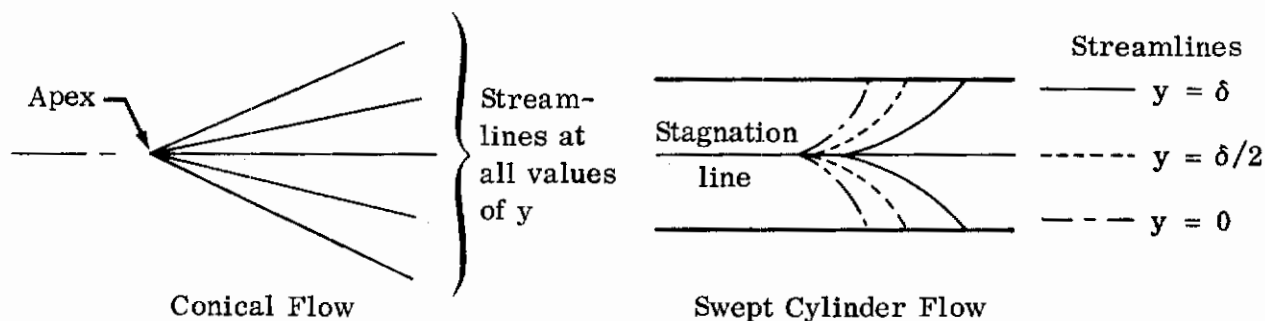 Apex
Stream-
lines at
all values
of y
Conical Flow
Stagnation
line
Swept Cylinder Flow
Streamlines
y = δ
y = δ/2
y = 0